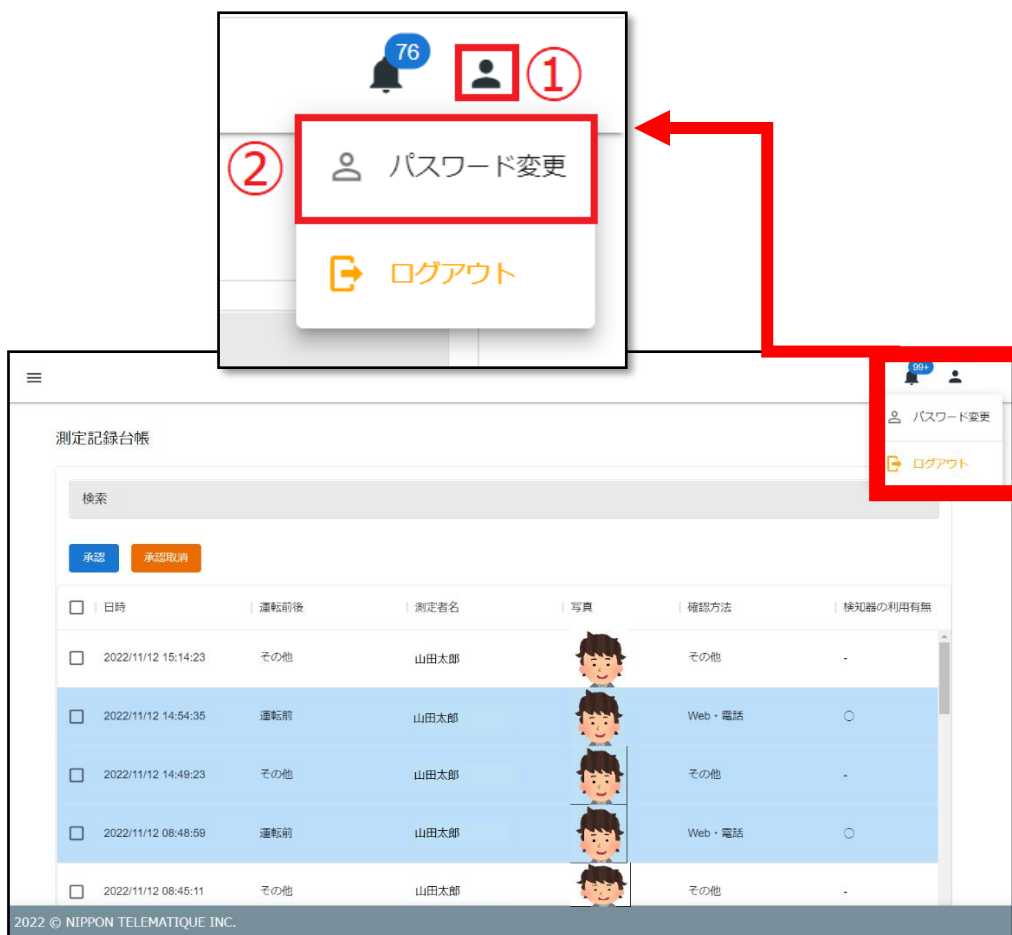 76
①
② パスワード変更
ログアウト
99+
パスワード変更
ログアウト
測定記録台帳
検索
承認 承認取消
日時 運転前後 測定者名 写真 確認方法 検知器の利用有無
2022/11/12 15:14:23 その他 山田太郎 その他 -
2022/11/12 14:54:35 運転前 山田太郎 Web・電話 ○
2022/11/12 14:49:23 その他 山田太郎 その他 -
2022/11/12 08:48:59 運転前 山田太郎 Web・電話 ○
2022/11/12 08:45:11 その他 山田太郎 その他 -
2022 © NIPPON TELEMATIQUE INC.